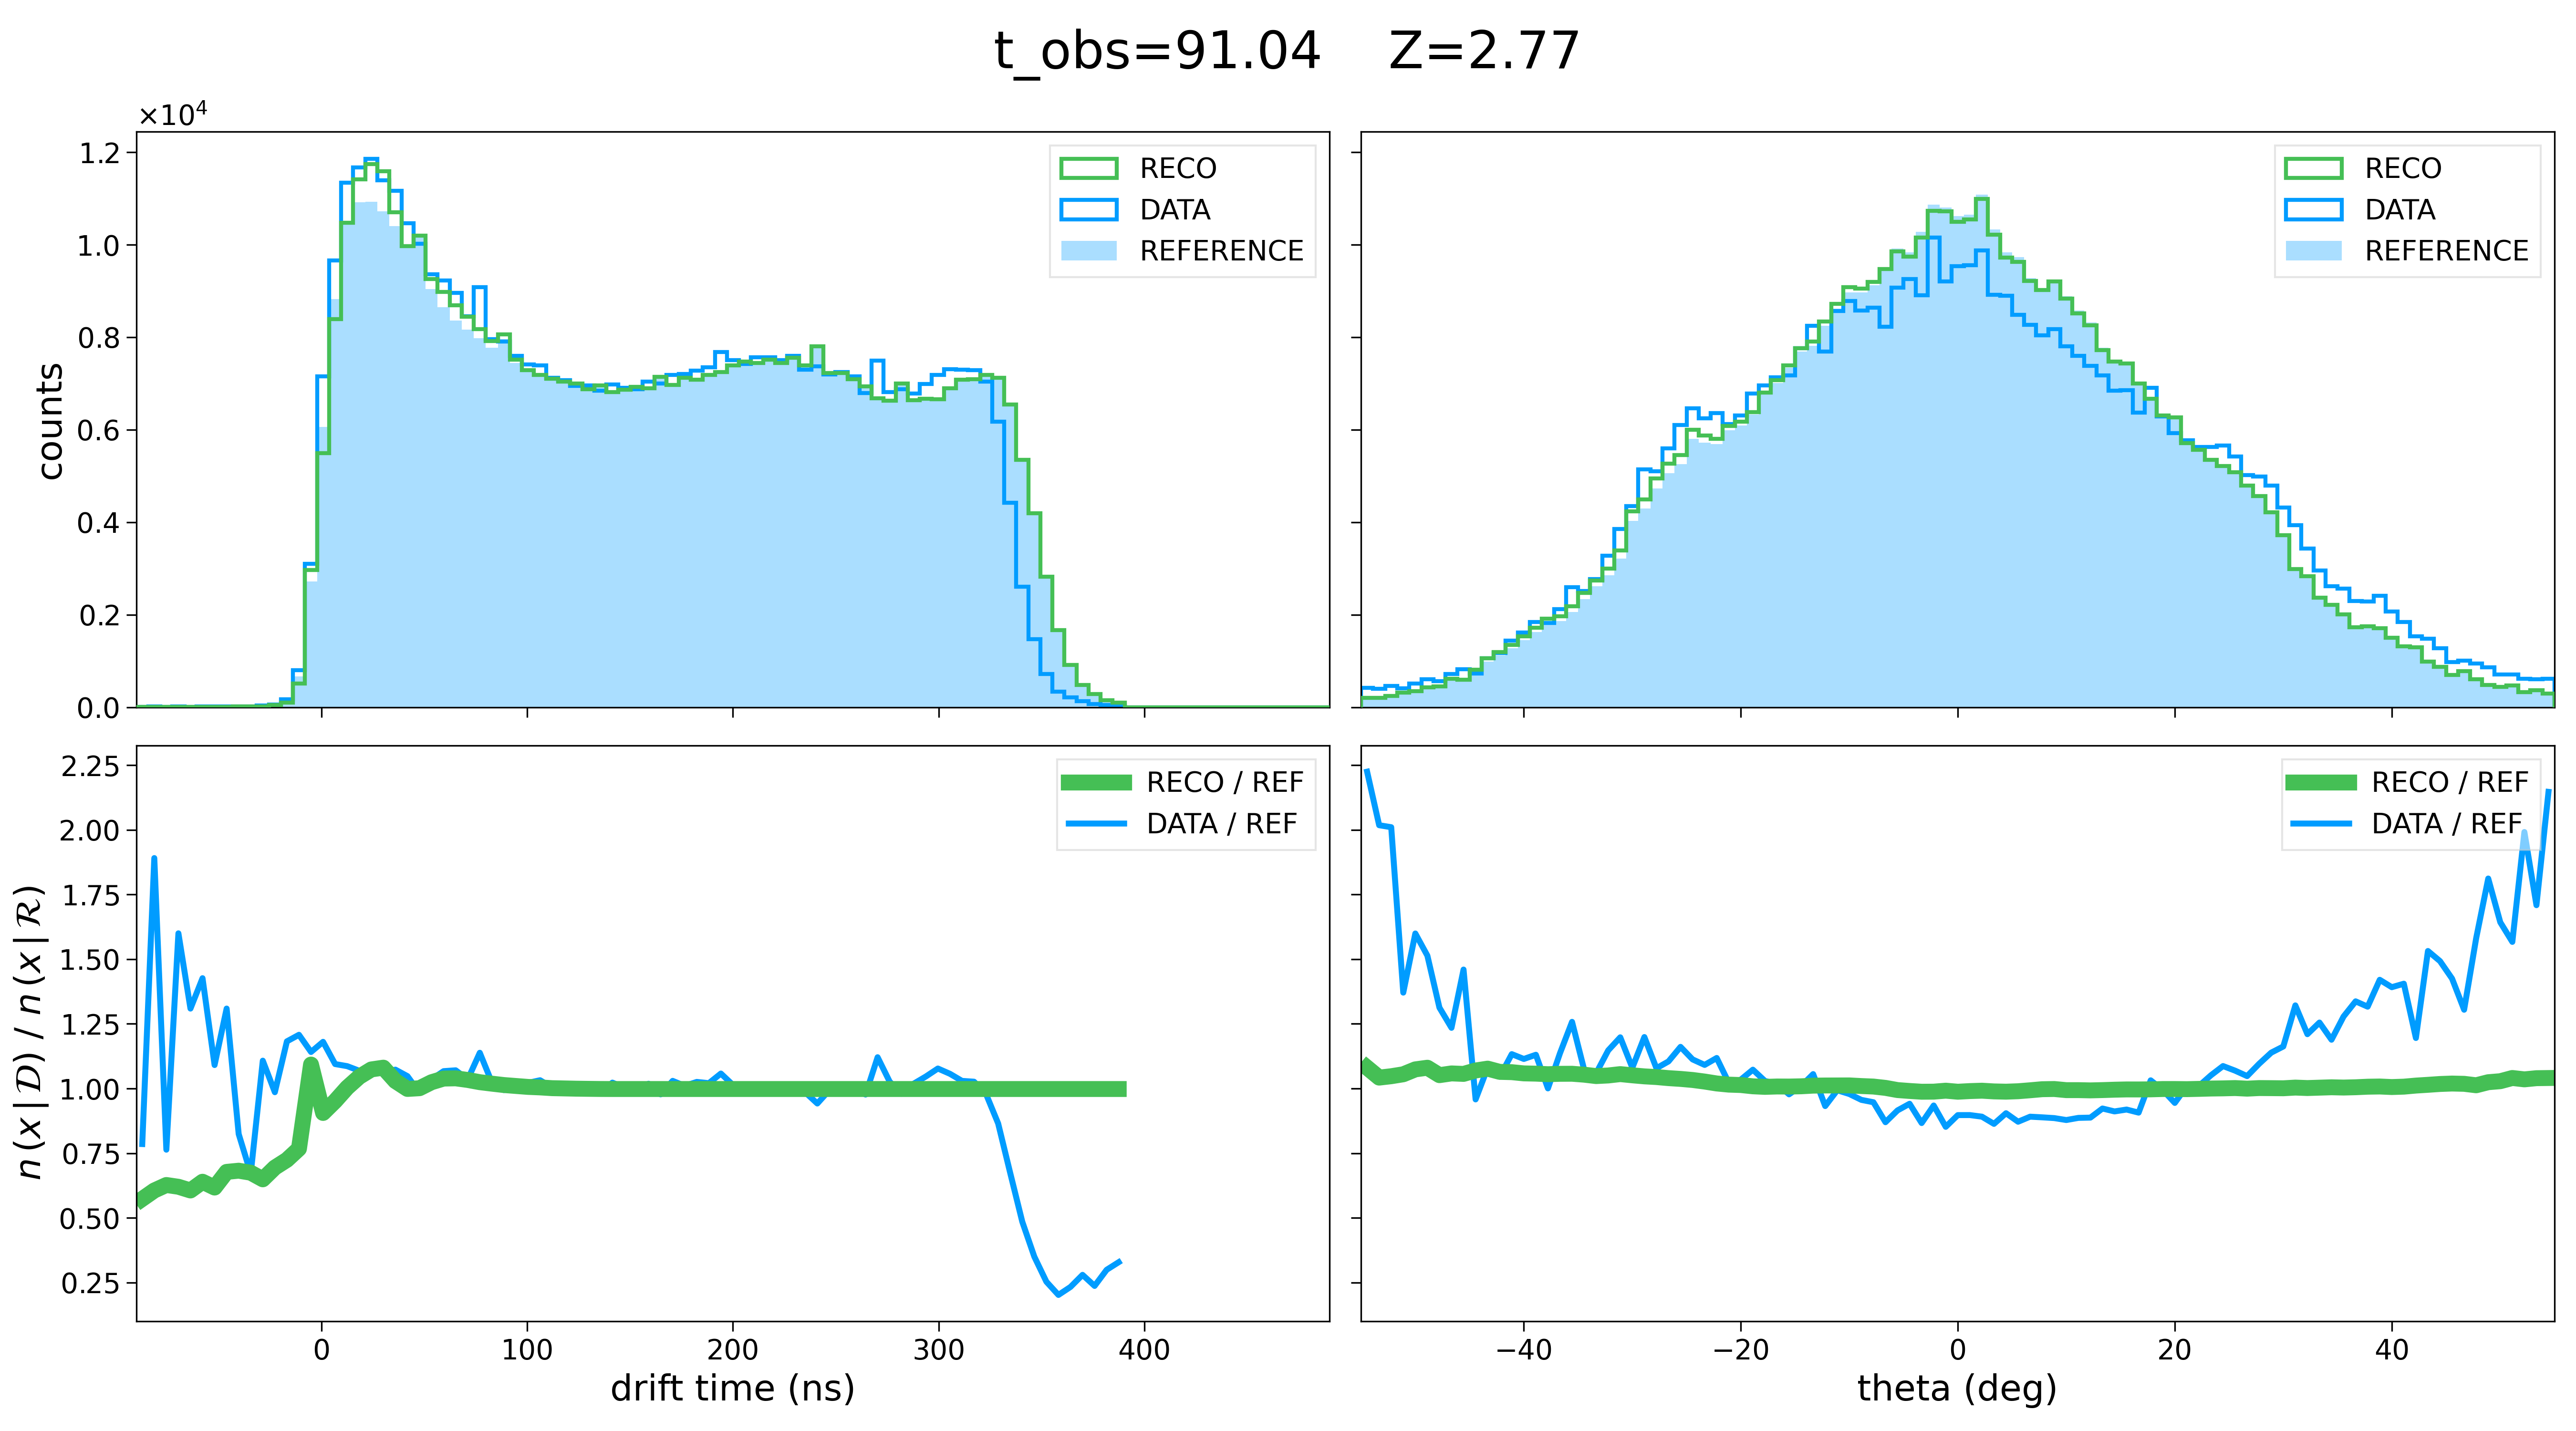 t_obs=91.04 Z=2.77
×10⁴
1.2
1.0
0.8
0.6
0.4
0.2
0.0
counts
RECO
DATA
REFERENCE
RECO
DATA
REFERENCE
2.25
2.00
1.75
1.50
1.25
1.00
0.75
0.50
0.25
n(x|𝒟) / n(x|ℛ)
RECO / REF
DATA / REF
0 100 200 300 400
drift time (ns)
RECO / REF
DATA / REF
−40 −20 0 20 40
theta (deg)